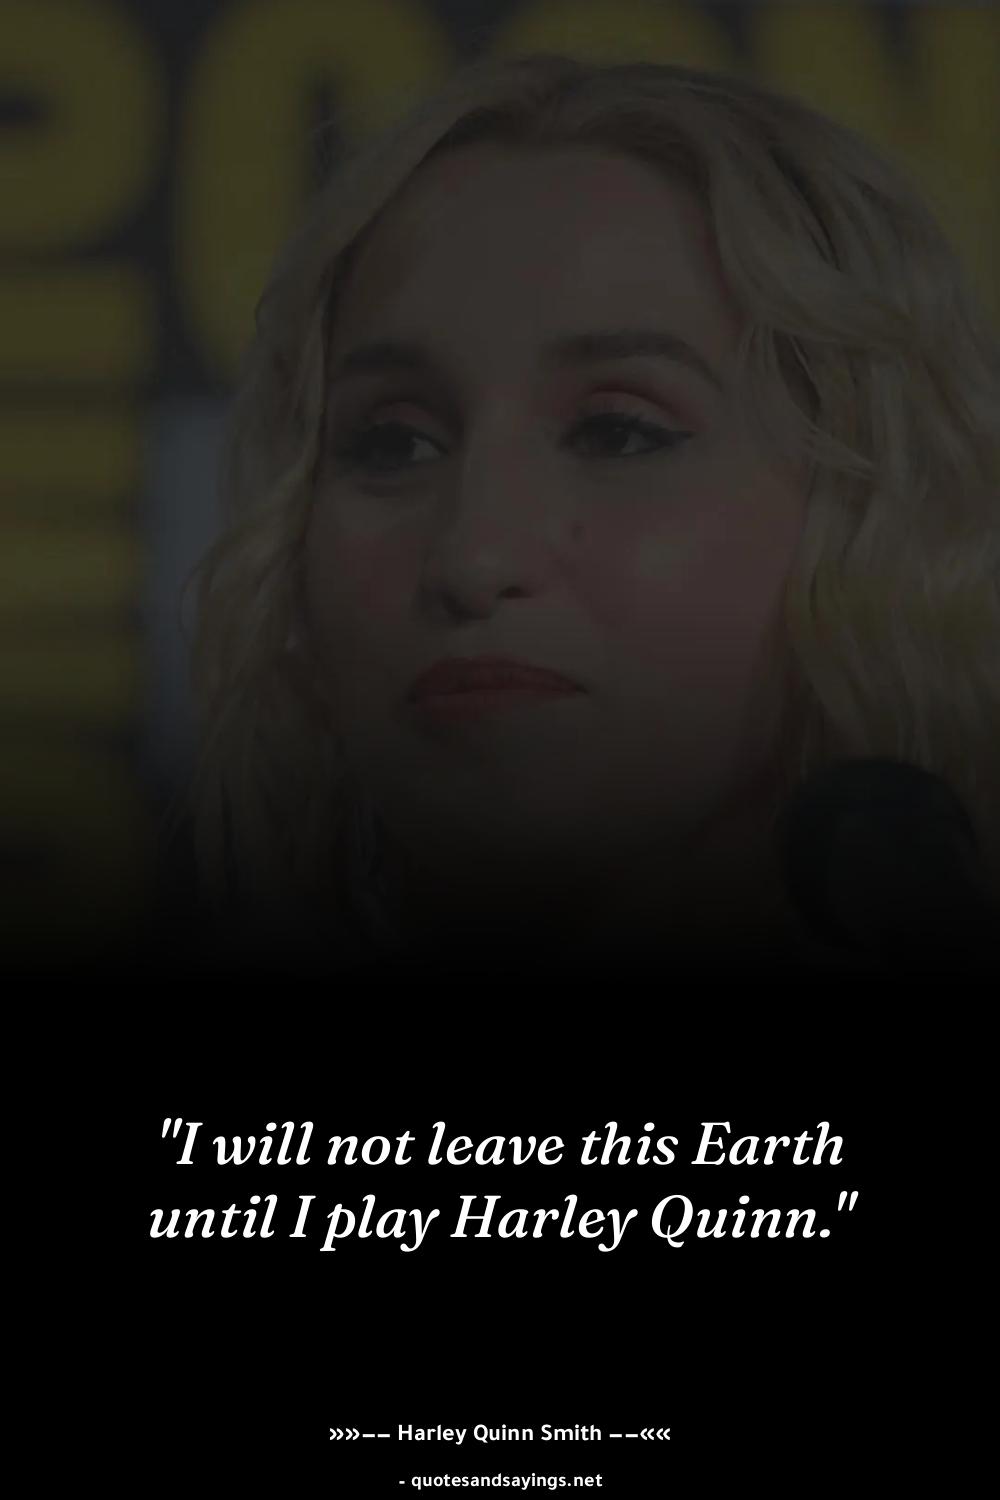 "I will not leave this Earth
until I play Harley Quinn."
»»−− Harley Quinn Smith −−««
- quotesandsayings.net